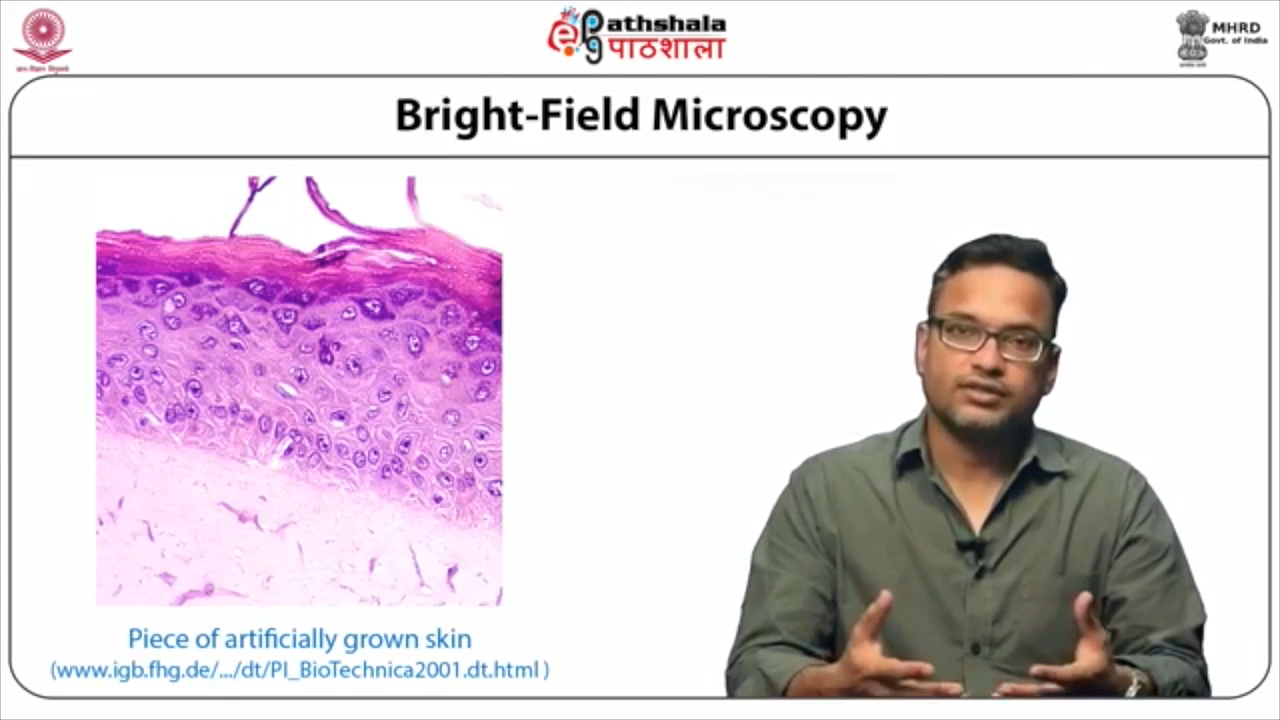 ePathshala
पाठशाला
MHRD
Govt. of India
Bright-Field Microscopy
Piece of artificially grown skin
(www.igb.fhg.de/.../dt/Pl_BioTechnica2001.dt.html )